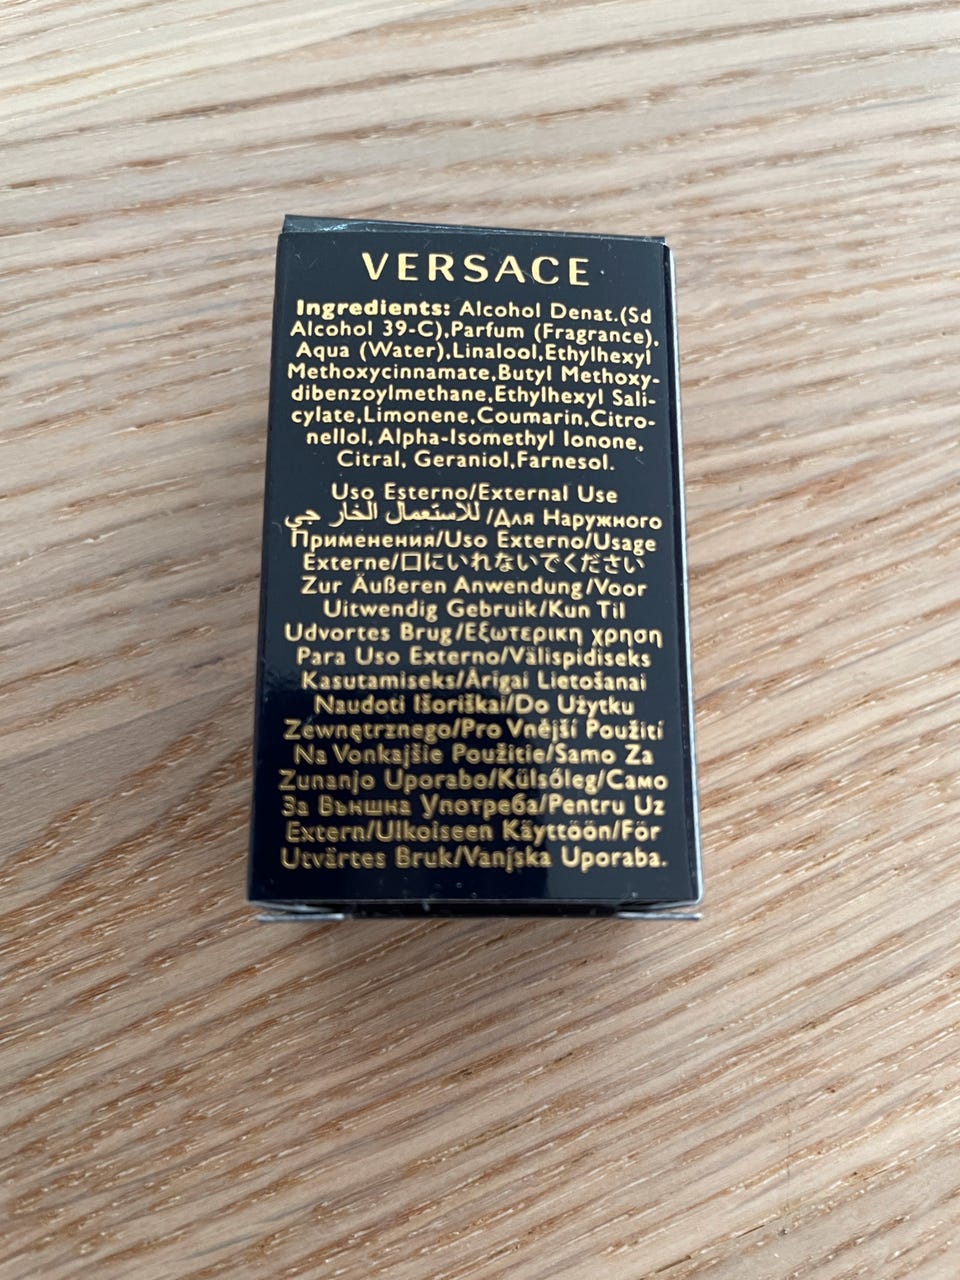 VERSACE
Ingredients: Alcohol Denat.(Sd
Alcohol 39-C),Parfum (Fragrance),
Aqua (Water),Linalool,Ethylhexyl
Methoxycinnamate,Butyl Methoxy-
dibenzoylmethane,Ethylhexyl Sali-
cylate,Limonene,Coumarin,Citro-
nellol, Alpha-Isomethyl Ionone,
Citral, Geraniol,Farnesol.
Uso Esterno/External Use
للاستعمال الخار جي/Для Наружного
Применения/Uso Externo/Usage
Externe/口にいれないでください
Zur Äußeren Anwendung/Voor
Uitwendig Gebruik/Kun Til
Udvortes Brug/Εξωτερικη χρηση
Para Uso Externo/Välispidiseks
Kasutamiseks/Ārīgai Lietošanai
Naudoti Išoriškai/Do Użytku
Zewnętrznego/Pro Vnější Použití
Na Vonkajšie Použitie/Samo Za
Zunanjo Uporabo/Külsőleg/Само
За Външна Употреба/Pentru Uz
Extern/Ulkoiseen Käyttöön/För
Utvärtes Bruk/Vanjska Uporaba.